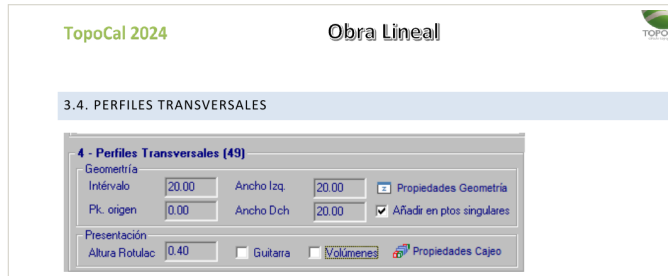 TopoCal 2024
Obra Lineal
TOPO
3.4. PERFILES TRANSVERSALES
4 - Perfiles Transversales (49)
Geometría
Intérvalo 20.00 Ancho Izq. 20.00 Propiedades Geometría
Pk. origen 0.00 Ancho Dch 20.00 Añadir en ptos singulares
Presentación
Altura Rotulac 0.40 Guitarra Volúmenes Propiedades Cajeo